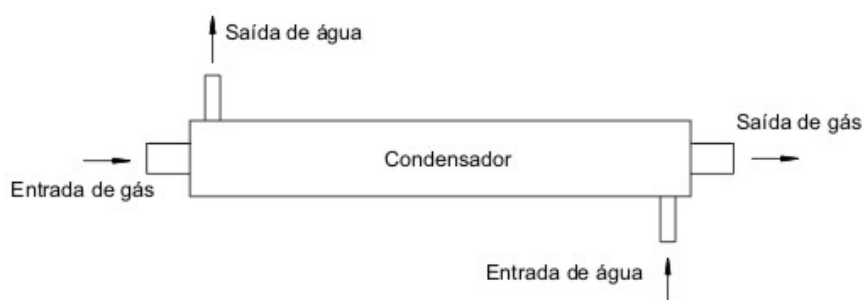 Saída de água
Saída de gás
Condensador
Entrada de gás
Entrada de água